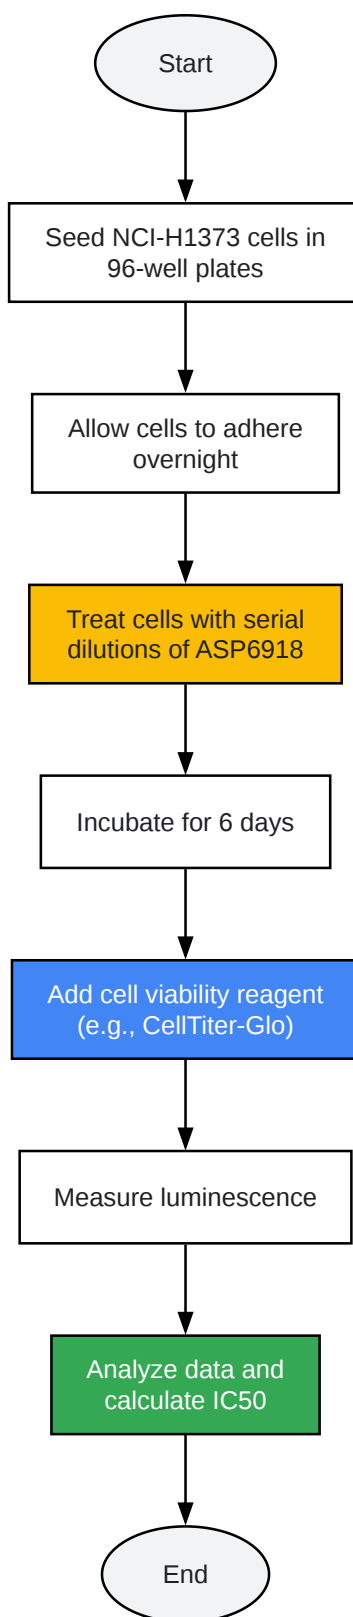 Start
Seed NCI-H1373 cells in
96-well plates
Allow cells to adhere
overnight
Treat cells with serial
dilutions of ASP6918
Incubate for 6 days
Add cell viability reagent
(e.g., CellTiter-Glo)
Measure luminescence
Analyze data and
calculate IC50
End